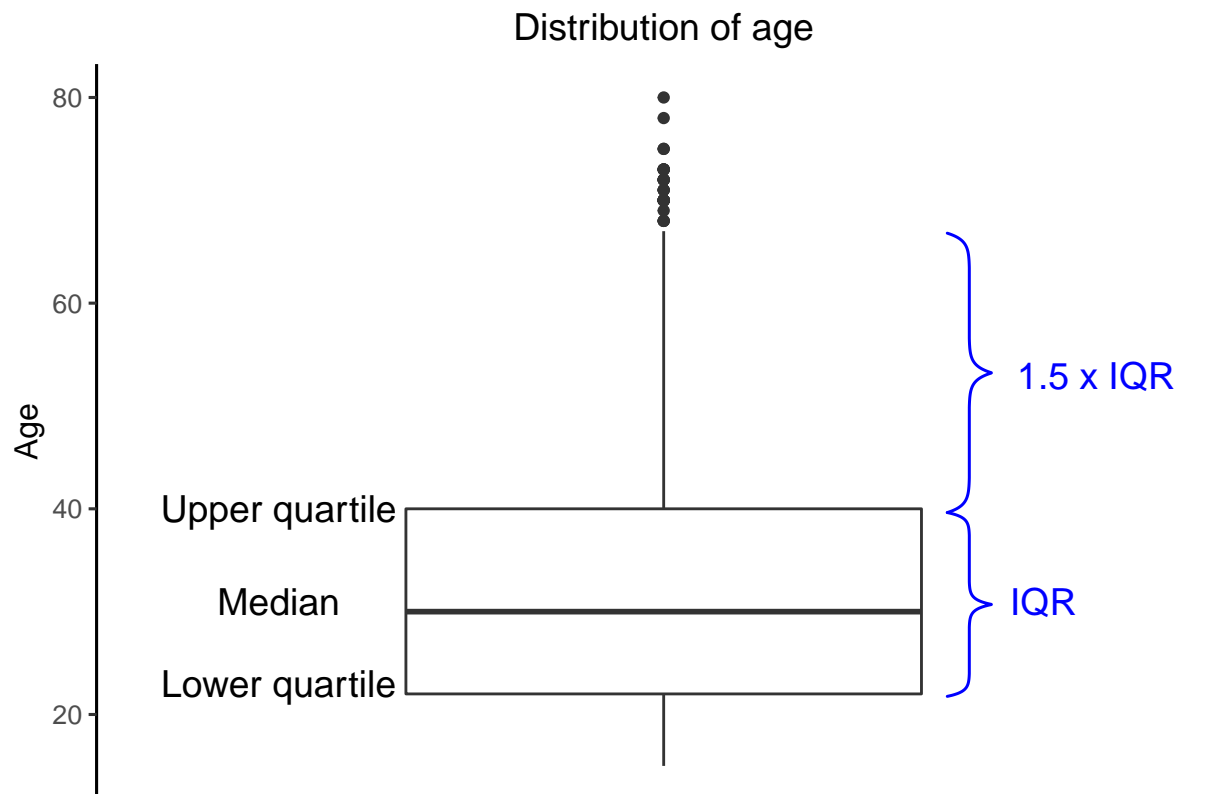 Distribution of age
80
60
1.5 x IQR
Age
Upper quartile
40
Median
IQR
Lower quartile
20